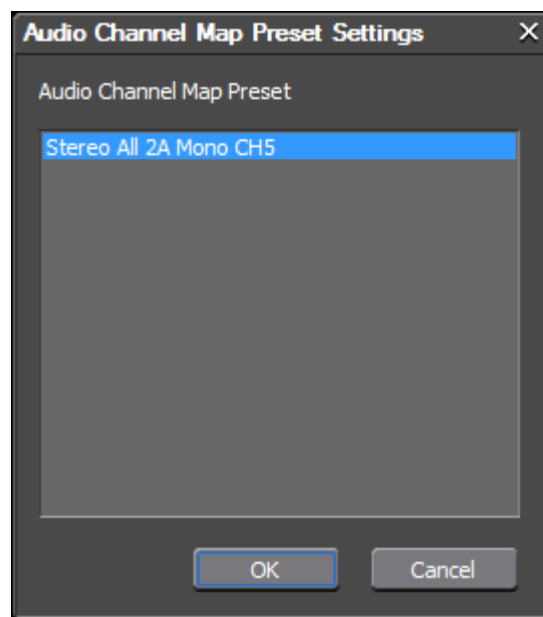 Audio Channel Map Preset Settings
Audio Channel Map Preset
Stereo All 2A Mono CH5
OK Cancel